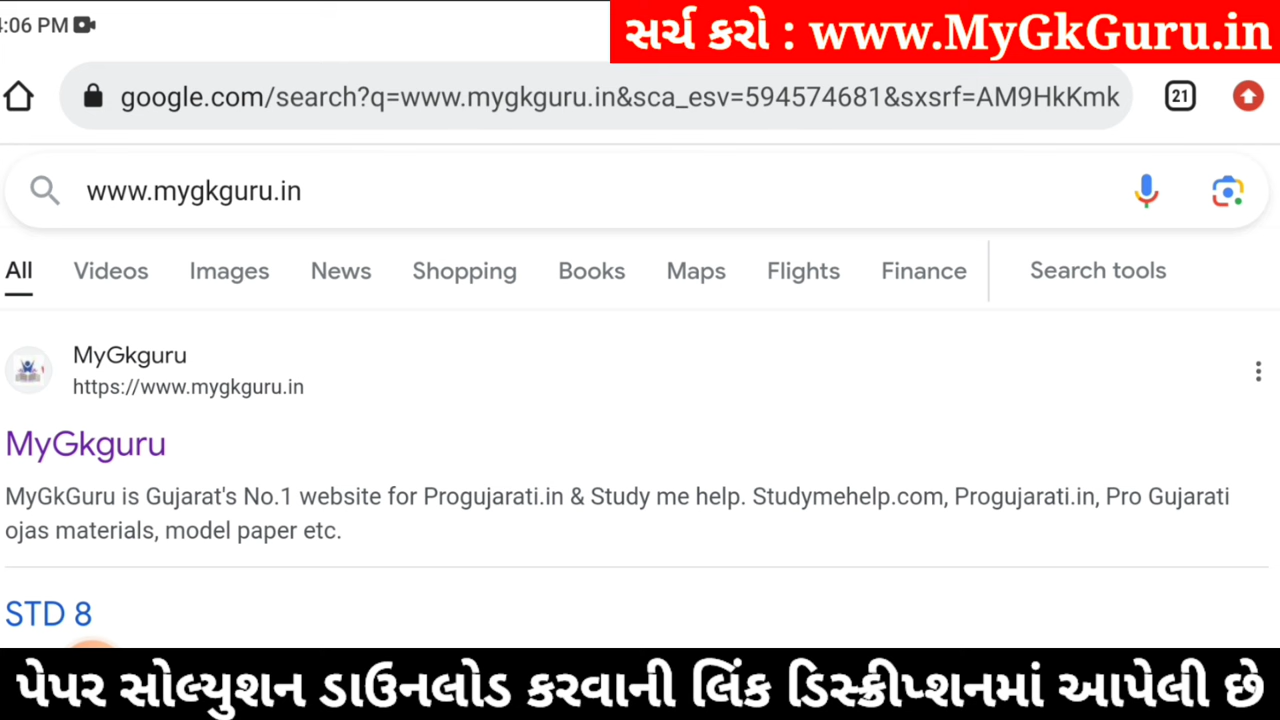 :06 PM
સર્ચ કરો : www.MyGkGuru.in
google.com/search?q=www.mygkguru.in&sca_esv=594574681&sxsrf=AM9HkKmk
21
www.mygkguru.in
All Videos Images News Shopping Books Maps Flights Finance Search tools
MyGkguru
https://www.mygkguru.in
MyGkguru
MyGkGuru is Gujarat's No.1 website for Progujarati.in & Study me help. Studymehelp.com, Progujarati.in, Pro Gujarati
ojas materials, model paper etc.
STD 8
પેપર સોલ્યુશન ડાઉનલોડ કરવાની લિંક ડિસ્ક્રીપ્શનમાં આપેલી છે